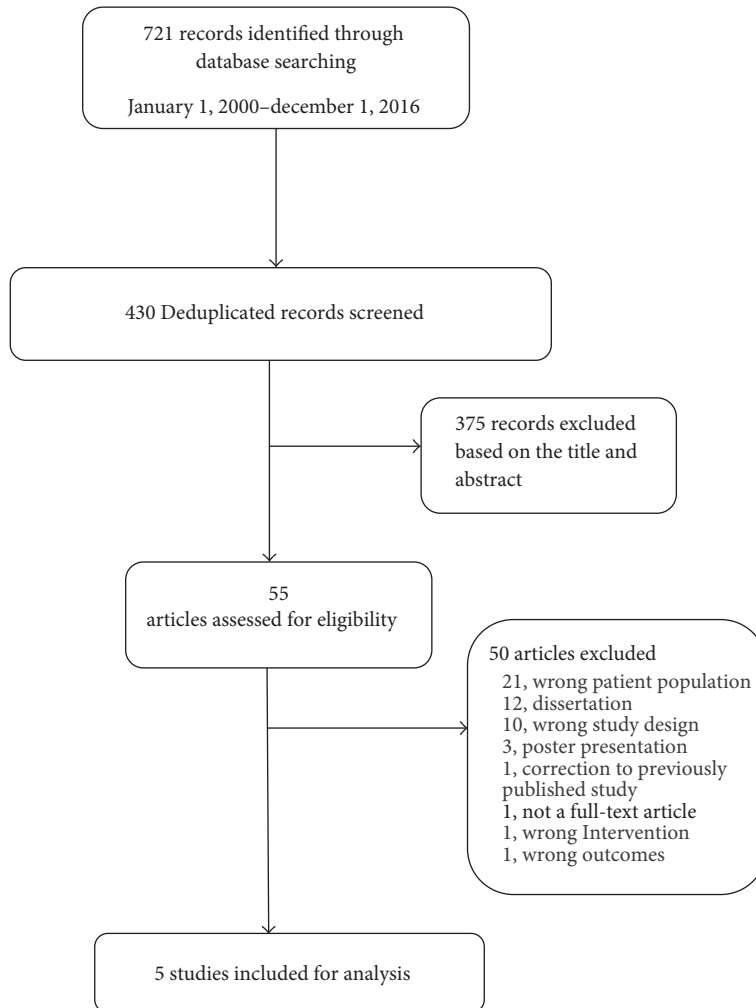 721 records identified through
database searching
January 1, 2000–december 1, 2016
430 Deduplicated records screened
375 records excluded
based on the title and
abstract
55
articles assessed for eligibility
50 articles excluded
21, wrong patient population
12, dissertation
10, wrong study design
3, poster presentation
1, correction to previously
published study
1, not a full-text article
1, wrong Intervention
1, wrong outcomes
5 studies included for analysis